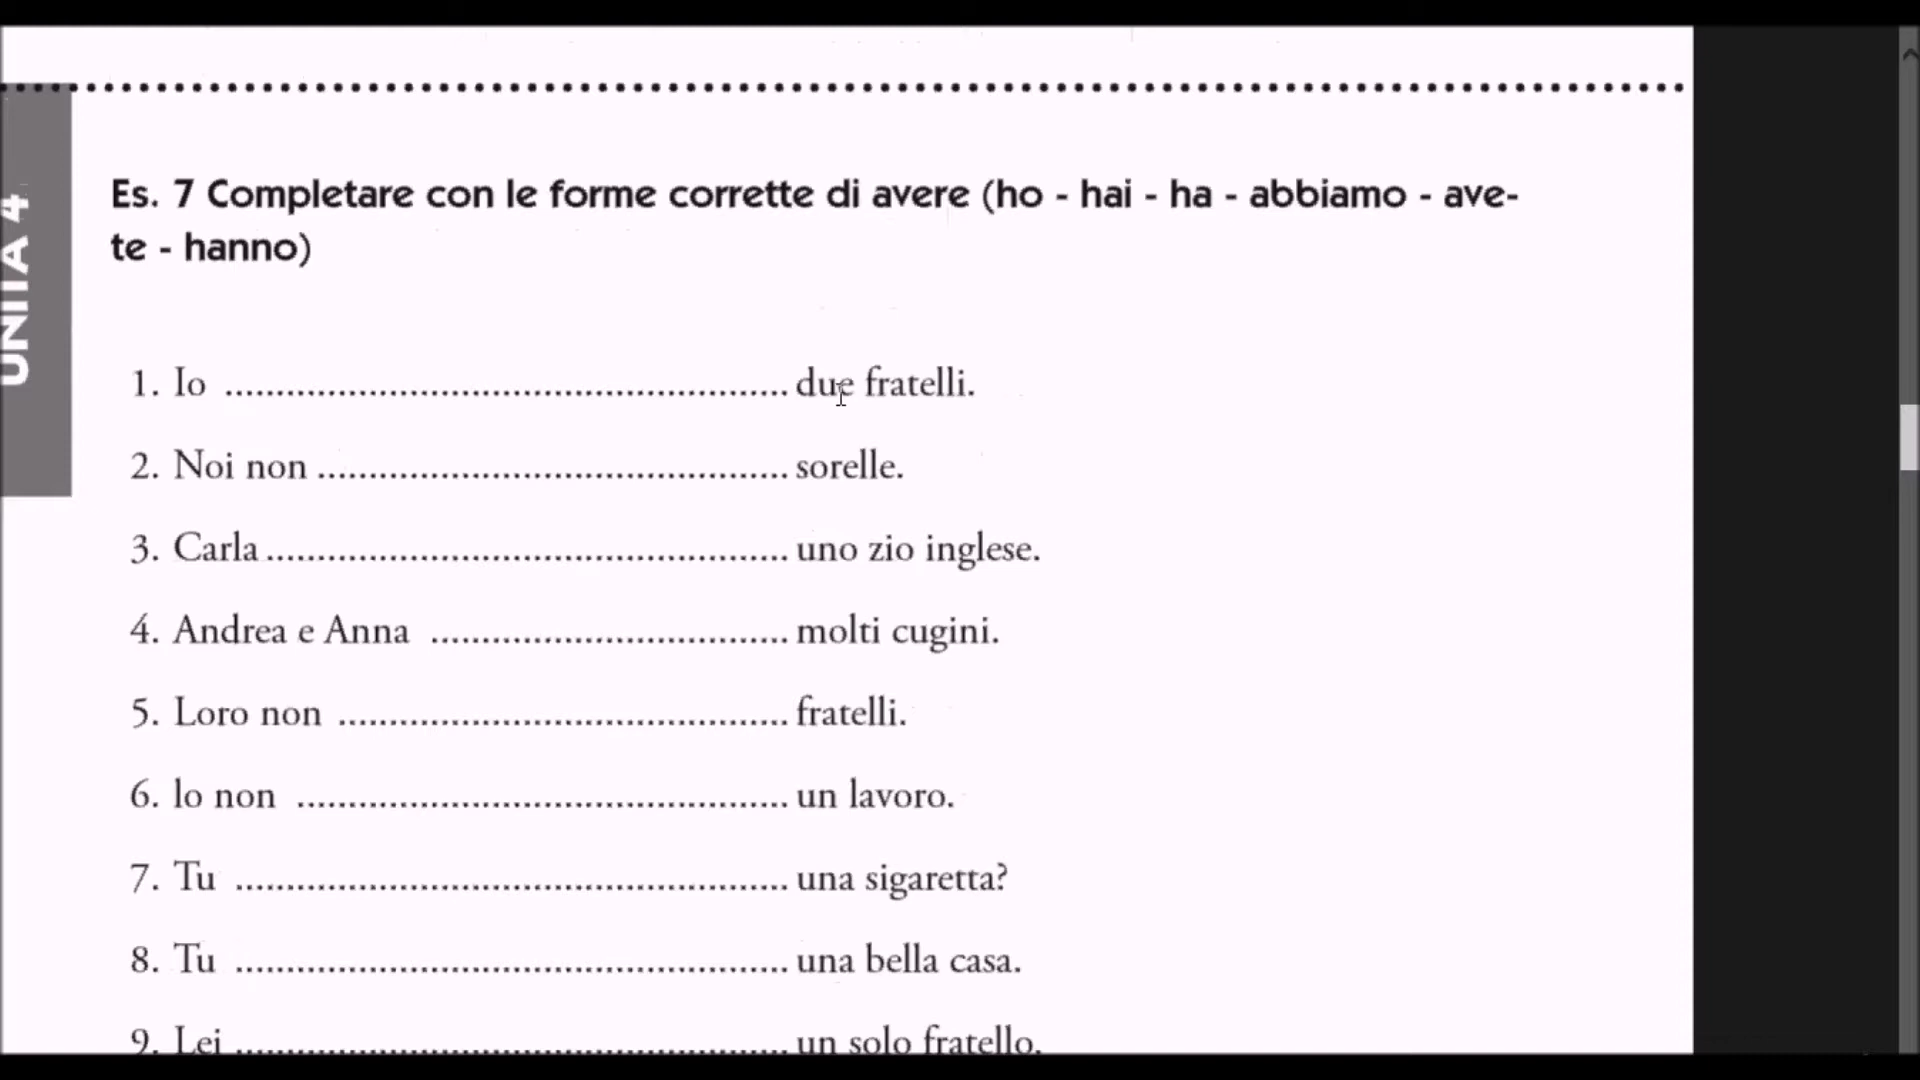 UNITA 4
Es. 7 Completare con le forme corrette di avere (ho - hai - ha - abbiamo - ave-
te - hanno)
1. Io ........................................................ due fratelli.
2. Noi non ............................................... sorelle.
3. Carla .................................................... uno zio inglese.
4. Andrea e Anna .................................... molti cugini.
5. Loro non ............................................. fratelli.
6. lo non ................................................. un lavoro.
7. Tu ....................................................... una sigaretta?
8. Tu ....................................................... una bella casa.
9. Lei ....................................................... un solo fratello.